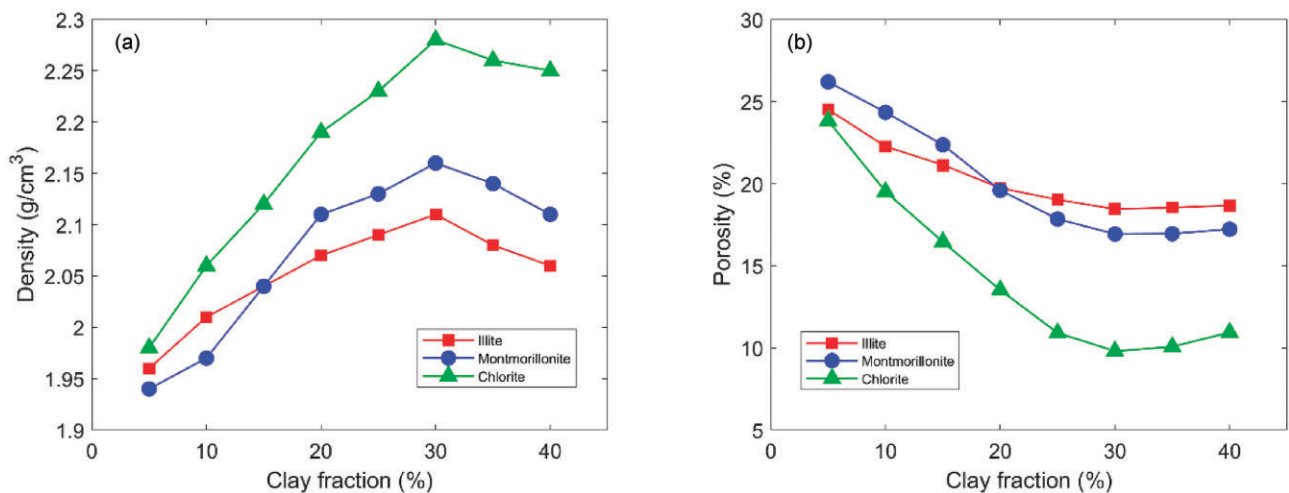 (a)
2.3
2.25
2.2
2.15
2.1
2.05
2
1.95
1.9
Density (g/cm³)
0
10
20
30
40
Clay fraction (%)
Illite
Montmorillonite
Chlorite
(b)
30
25
20
15
10
5
Porosity (%)
0
10
20
30
40
Clay fraction (%)
Illite
Montmorillonite
Chlorite